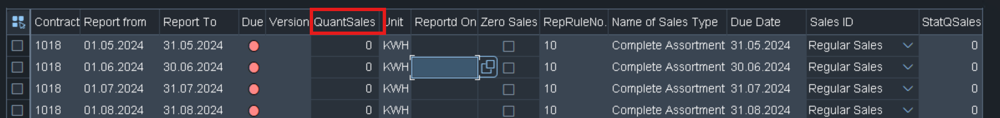 Contract Report from Report To Due Version QuantSales Unit Reportd On Zero Sales RepRuleNo. Name of Sales Type Due Date Sales ID StatQSales
1018 01.05.2024 31.05.2024 0 KWH 10 Complete Assortment 31.05.2024 Regular Sales 0
1018 01.06.2024 30.06.2024 0 KWH 10 Complete Assortment 30.06.2024 Regular Sales 0
1018 01.07.2024 31.07.2024 0 KWH 10 Complete Assortment 31.07.2024 Regular Sales 0
1018 01.08.2024 31.08.2024 0 KWH 10 Complete Assortment 31.08.2024 Regular Sales 0